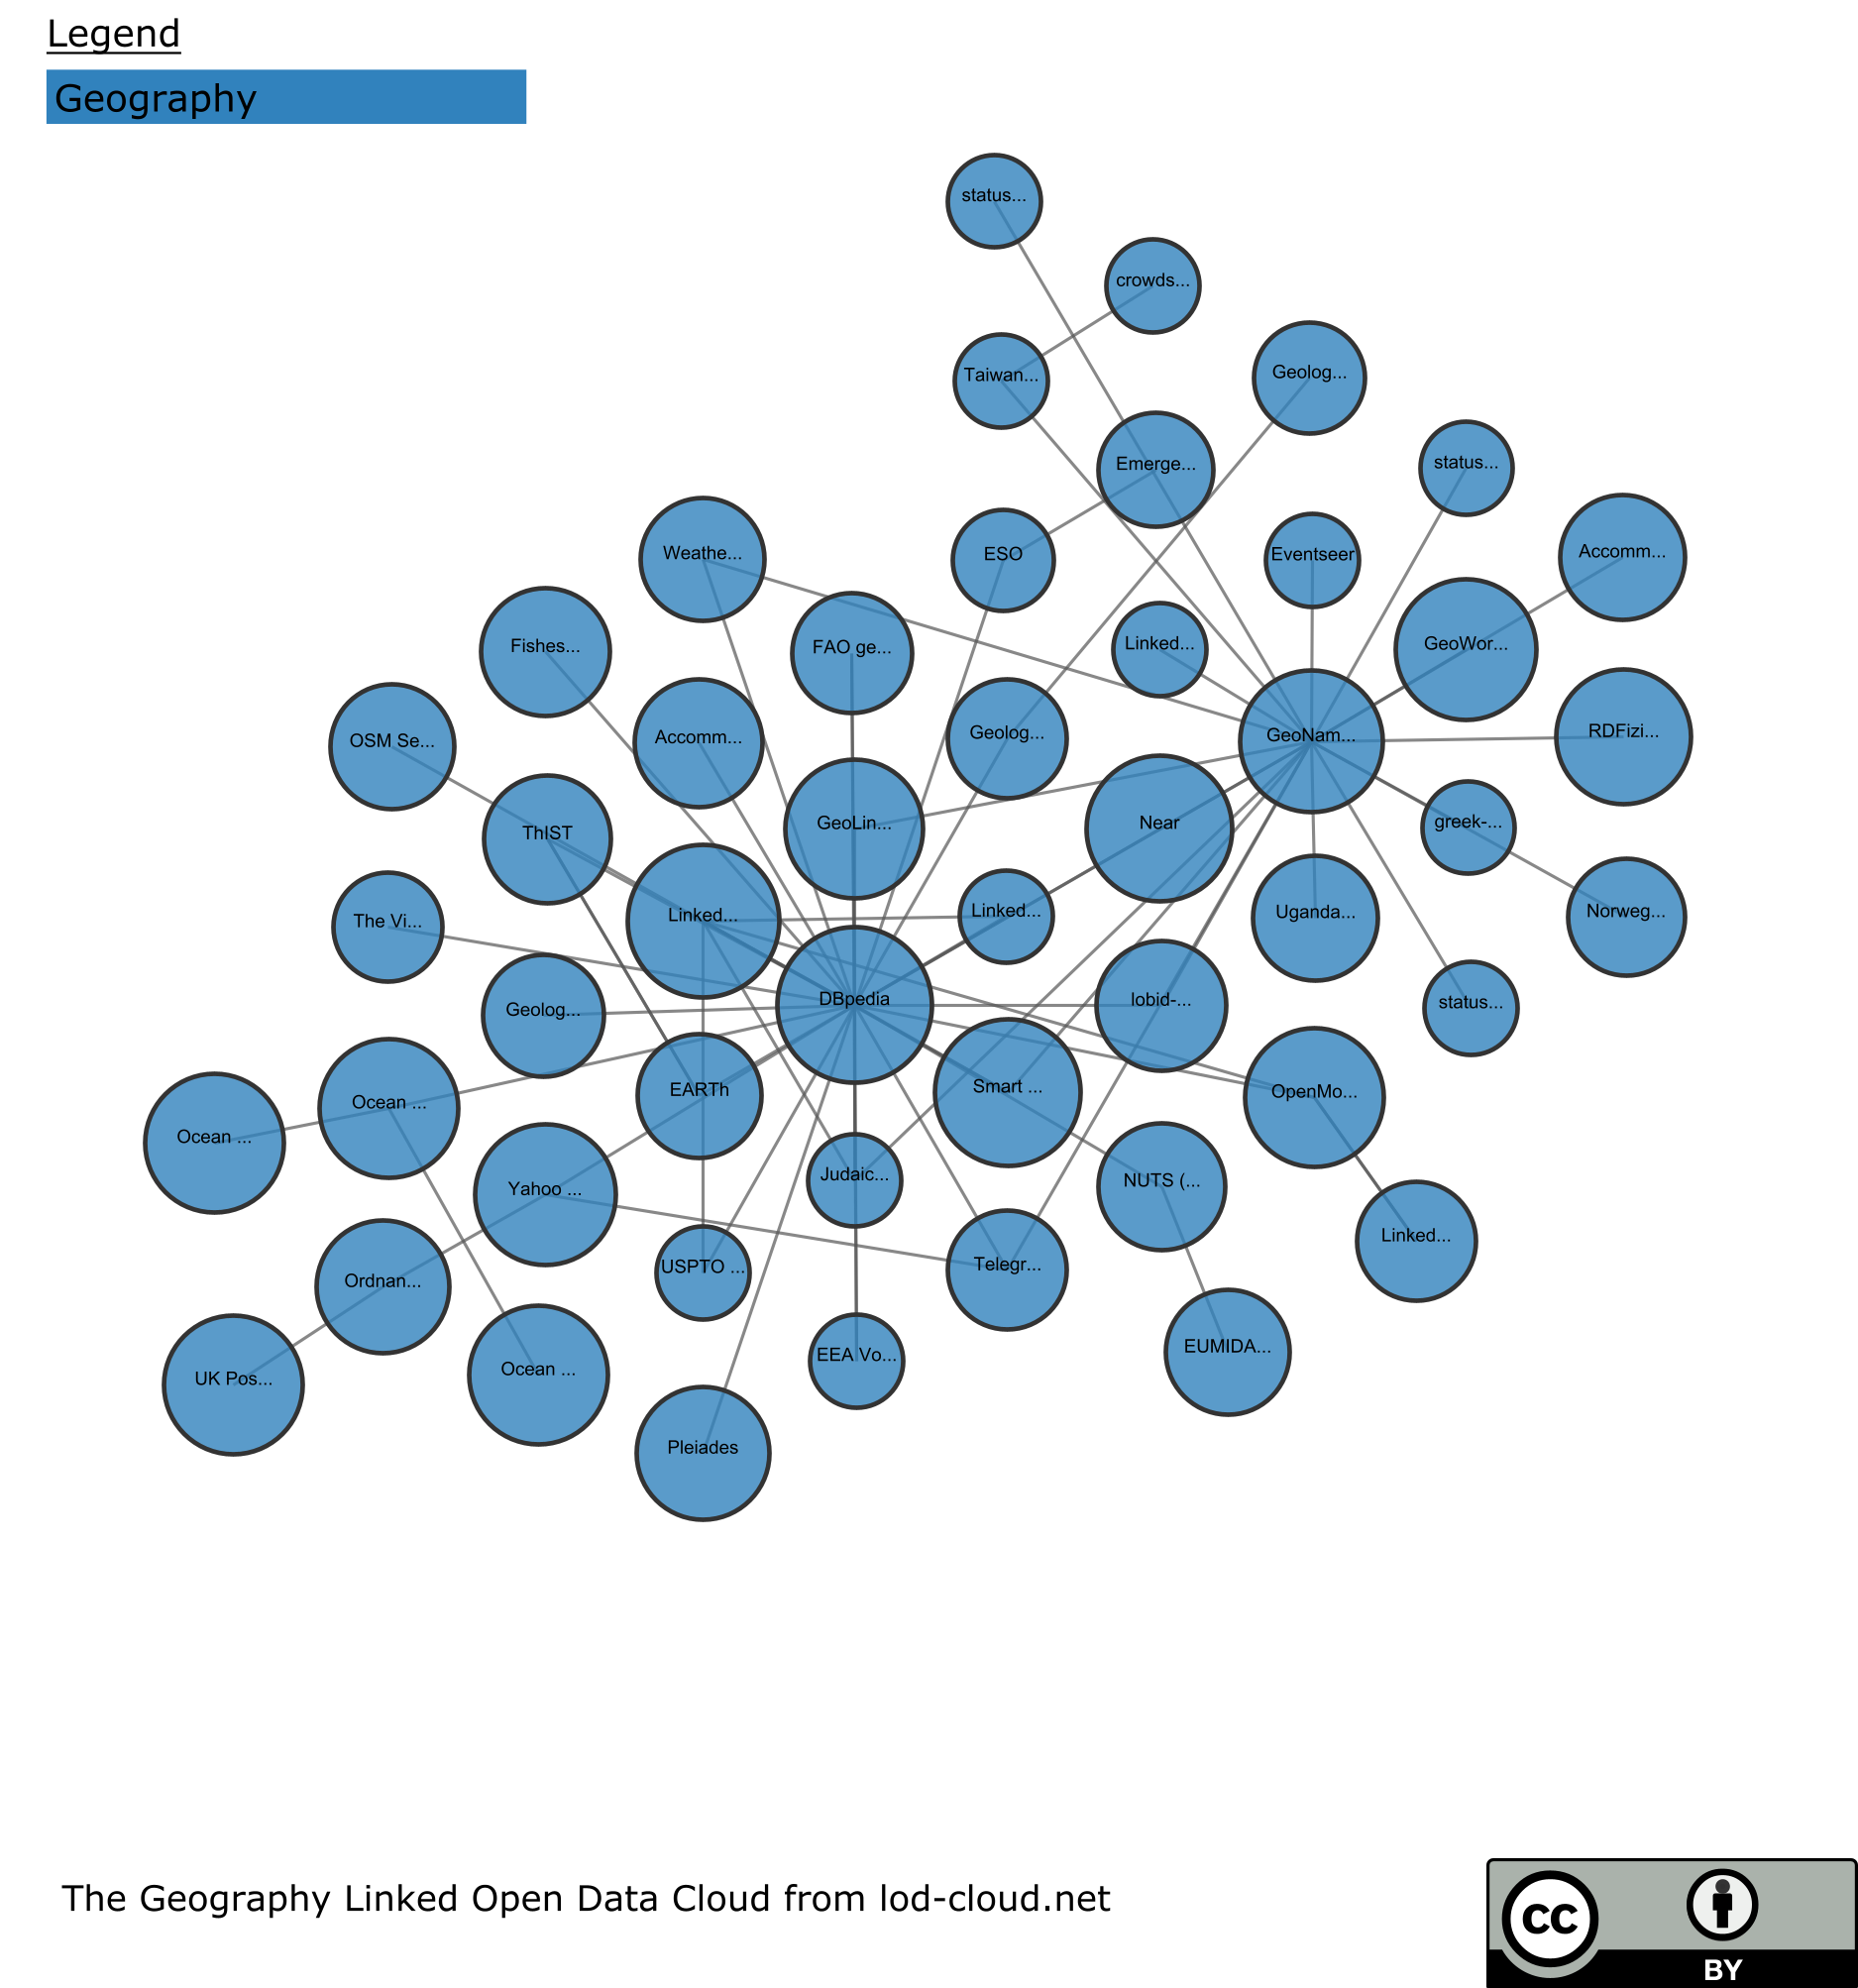 Legend
Geography
status...
crowds...
Taiwan...
Geolog...
Emerge...
status...
Weathe...
ESO
Eventseer
Accomm...
Fishes...
FAO ge...
Linked...
GeoWor...
OSM Se...
Accomm...
Geolog...
GeoNam...
RDFizi...
ThIST
GeoLin...
Near
greek-...
The Vi...
Linked...
Linked...
Uganda...
Norweg...
Geolog...
DBpedia
lobid-...
status...
Ocean ...
EARTh
Smart ...
OpenMo...
Ocean ...
Yahoo ...
Judaic...
NUTS (...
Linked...
Ordnan...
USPTO ...
Telegr...
UK Pos...
Ocean ...
EEA Vo...
EUMIDA...
Pleiades
The Geography Linked Open Data Cloud from lod-cloud.net
cc
BY